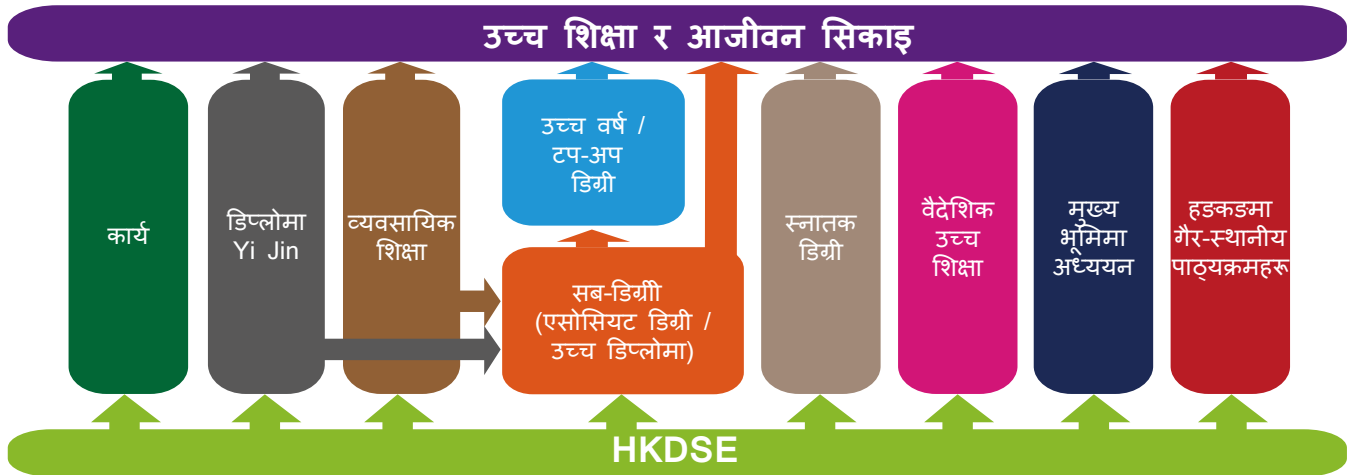 उच्च शिक्षा र आजीवन सिकाइ
कार्य
डिप्लोमा
Yi Jin
व्यवसायिक
शिक्षा
उच्च वर्ष /
टप-अप
डिग्री
सब-डिग्रीी
(एसोसियट डिग्री /
उच्च डिप्लोमा)
स्नातक
डिग्री
वैदेशिक
उच्च
शिक्षा
मुख्य
भूमिमा
अध्ययन
हङकङमा
गैर-स्थानीय
पाठ्यक्रमहरू
HKDSE